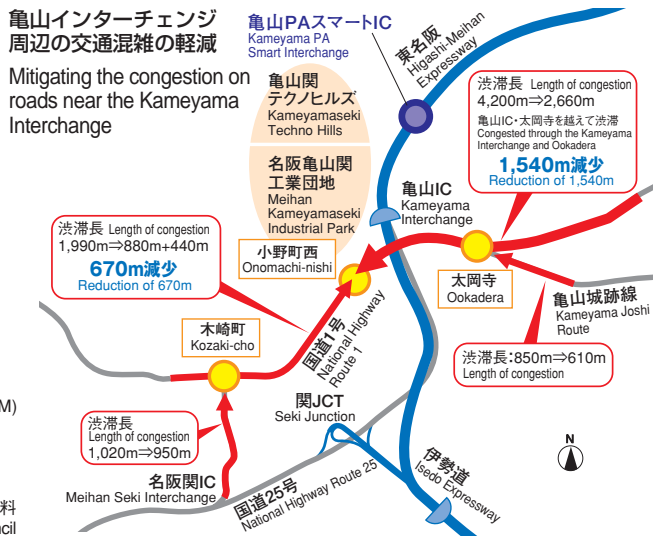 亀山インターチェンジ
周辺の交通混雑の軽減
Mitigating the congestion on
roads near the Kameyama
Interchange
亀山PAスマートIC
Kameyama PA
Smart Interchange
東名阪
Higashi-Meihan
Expressway
亀山関
テクノヒルズ
Kameyamaseki
Techno Hills
名阪亀山関
工業団地
Meihan
Kameyamaseki
Industrial Park
渋滞長 Length of congestion
4,200m⇒2,660m
亀山IC・太岡寺を越えて渋滞
Congested through the Kameyama
Interchange and Ookadera
1,540m減少
Reduction of 1,540m
亀山IC
Kameyama
Interchange
渋滞長 Length of congestion
1,990m⇒880m+440m
670m減少
Reduction of 670m
小野町西
Onomachi-nishi
太岡寺
Ookadera
亀山城跡線
Kameyama Joshi
Route
木崎町
Kozaki-cho
国道1号
National Highway
Route 1
渋滞長:850m⇒610m
Length of congestion
関JCT
Seki Junction
M)
渋滞長
Length of congestion
1,020m⇒950m
N
名阪関IC
Meihan Seki Interchange
国道25号
National Highway Route 25
伊勢道
Isedo Expressway
料
ncil